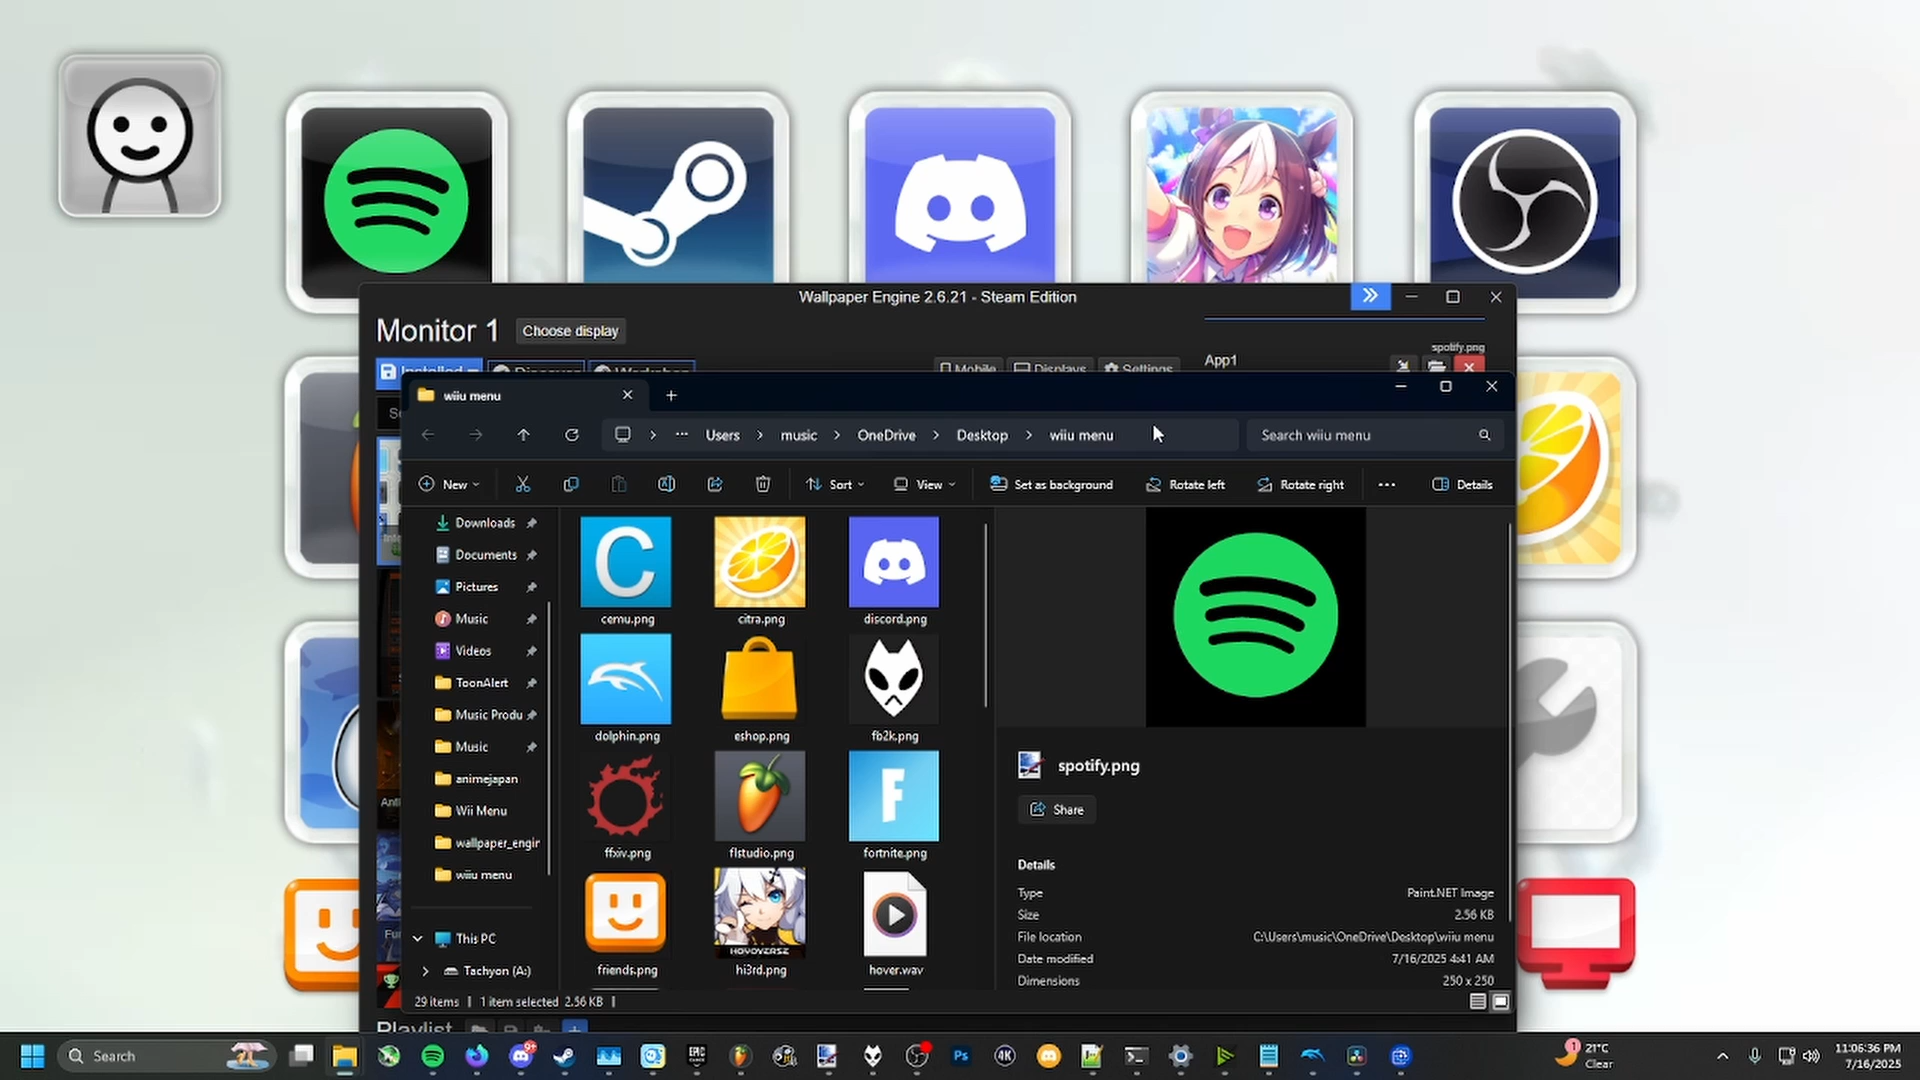 Wallpaper Engine 2.6.21 - Steam Edition
Monitor 1
Choose display
spotify.png
App1
Installed
Discover
Workshop
Mobile
Displays
Settings
wiiu menu
Users
music
OneDrive
Desktop
wiiu menu
Search wiiu menu
New
Sort
View
Set as background
Rotate left
Rotate right
Details
Downloads
Documents
Pictures
Music
Videos
ToonAlert
Music Produ
Music
animejapan
Wii Menu
wallpaper_engin
wiiu menu
This PC
Tachyon (A:)
C
cemu.png
citra.png
discord.png
dolphin.png
eshop.png
fb2k.png
ffxiv.png
F
flstudio.png
fortnite.png
HOYOVERSE
friends.png
hi3rd.png
hover.wav
spotify.png
Share
Details
Type
Paint.NET Image
Size
2.56 KB
File location
C:\Users\music\OneDrive\Desktop\wiiu menu
Date modified
7/16/2025 4:41 AM
Dimensions
250 x 250
29 items
1 item selected 2.56 KB
Playlist
Search
9+
EPIC
GAMES
Ps
4K
1
21°C
Clear
11:06:36 PM
7/16/2025